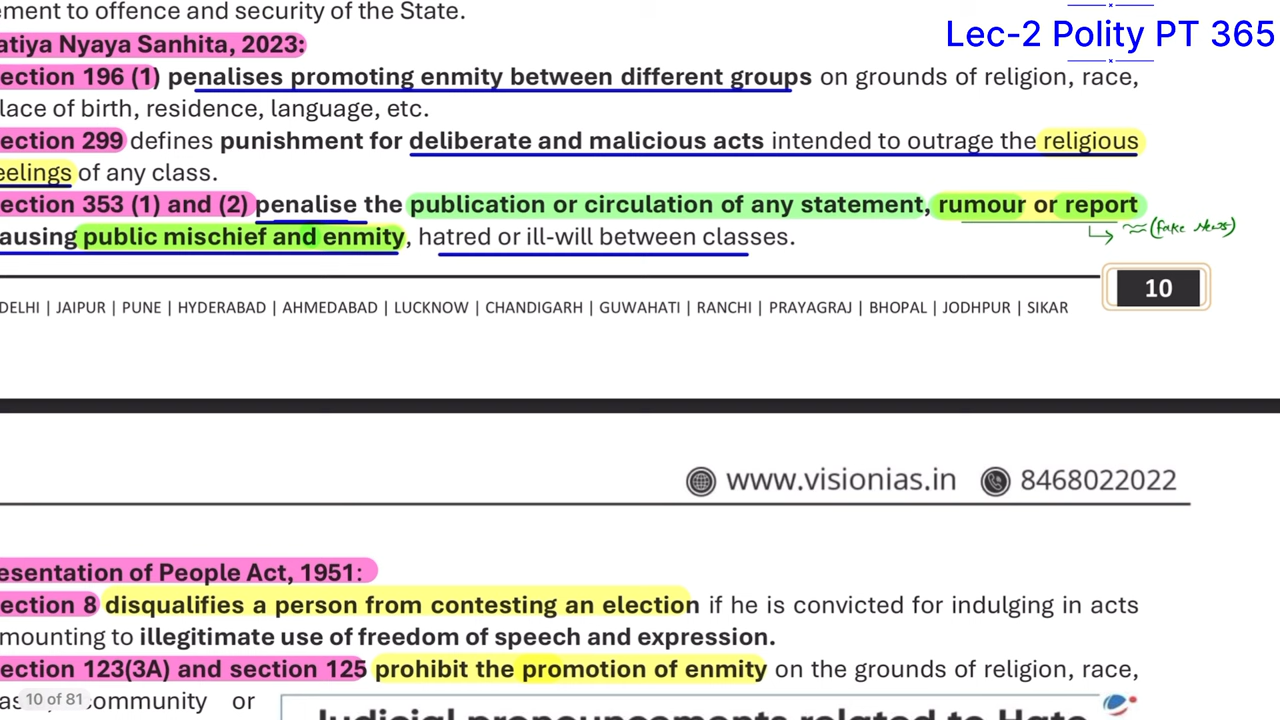 ement to offence and security of the State.
Lec-2 Polity PT 365
atiya Nyaya Sanhita, 2023:
ection 196 (1) penalises promoting enmity between different groups on grounds of religion, race,
lace of birth, residence, language, etc.
ection 299 defines punishment for deliberate and malicious acts intended to outrage the religious
eelings of any class.
ection 353 (1) and (2) penalise the publication or circulation of any statement, rumour or report
ausing public mischief and enmity, hatred or ill-will between classes.
≈(fake news)
10
DELHI | JAIPUR | PUNE | HYDERABAD | AHMEDABAD | LUCKNOW | CHANDIGARH | GUWAHATI | RANCHI | PRAYAGRAJ | BHOPAL | JODHPUR | SIKAR
www.visionias.in 8468022022
esentation of People Act, 1951:
ection 8 disqualifies a person from contesting an election if he is convicted for indulging in acts
mounting to illegitimate use of freedom of speech and expression.
ection 123(3A) and section 125 prohibit the promotion of enmity on the grounds of religion, race,
10 of 81
ommunity or
Judicial pronouncements related to Hate